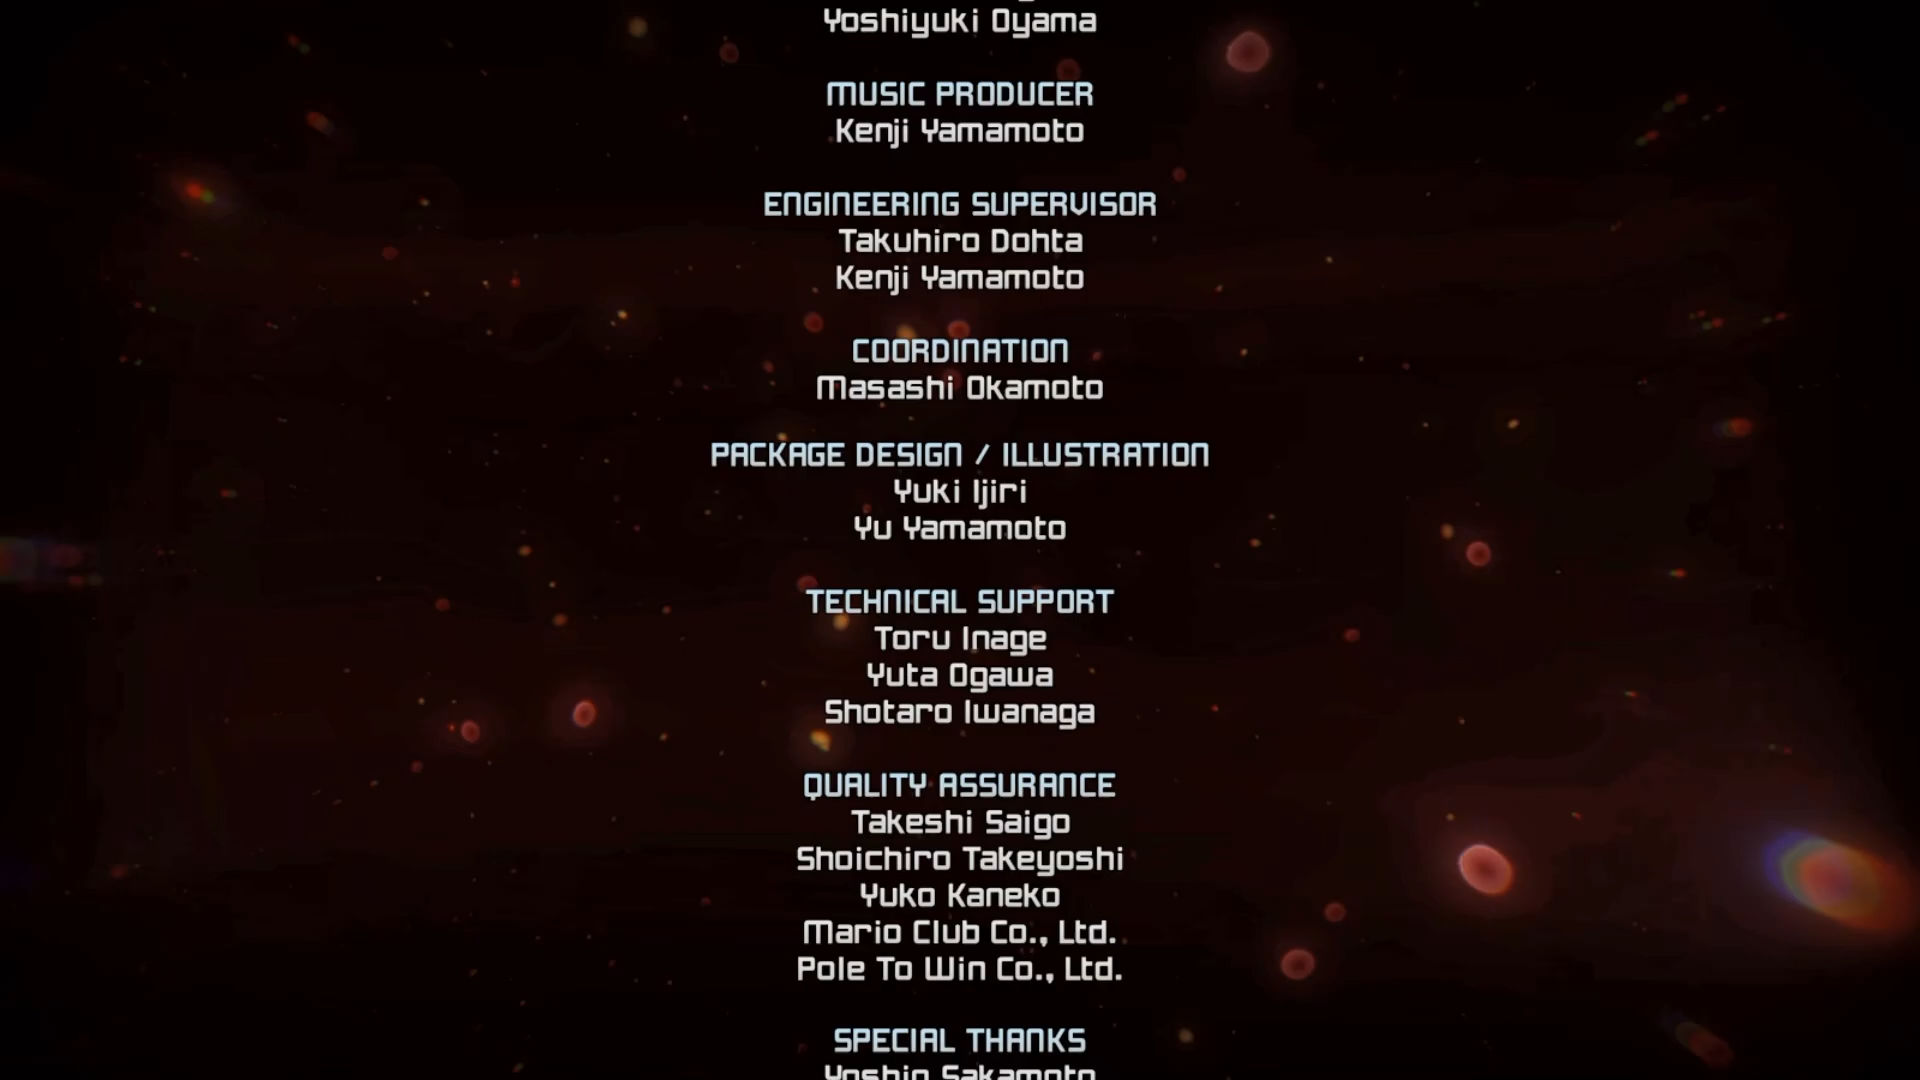 Yoshiyuki Oyama
MUSIC PRODUCER
Kenji Yamamoto
ENGINEERING SUPERVISOR
Takuhiro Dohta
Kenji Yamamoto
COORDINATION
Masashi Okamoto
PACKAGE DESIGN / ILLUSTRATION
Yuki Ijiri
Yu Yamamoto
TECHNICAL SUPPORT
Toru Inage
Yuta Ogawa
Shotaro Iwanaga
QUALITY ASSURANCE
Takeshi Saigo
Shoichiro Takeyoshi
Yuko Kaneko
Mario Club Co., Ltd.
Pole To Win Co., Ltd.
SPECIAL THANKS
Yoshio Sakamoto